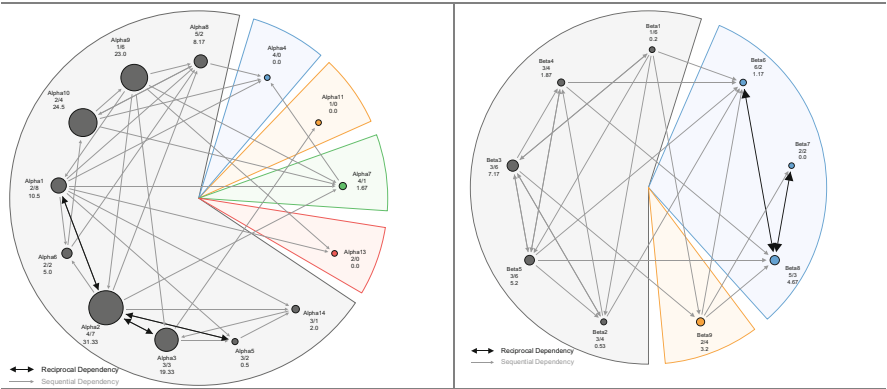 Alpha9
1/6
23.0
Alpha8
5/2
8.17
Alpha4
4/0
0.0
Alpha10
2/4
24.5
Alpha11
1/0
0.0
Alpha1
2/8
10.5
Alpha7
4/1
1.67
Alpha6
2/2
5.0
Alpha13
2/0
0.0
Alpha2
4/7
31.33
Alpha3
3/3
19.33
Alpha5
3/2
0.5
Alpha14
3/1
2.0
Reciprocal Dependency
Sequential Dependency
Beta1
1/6
0.2
Beta4
3/4
1.87
Beta6
6/2
1.17
Beta3
3/6
7.17
Beta7
2/2
0.0
Beta5
3/6
5.2
Beta8
5/3
4.67
Beta2
3/4
0.53
Beta9
2/4
3.2
Reciprocal Dependency
Sequential Dependency